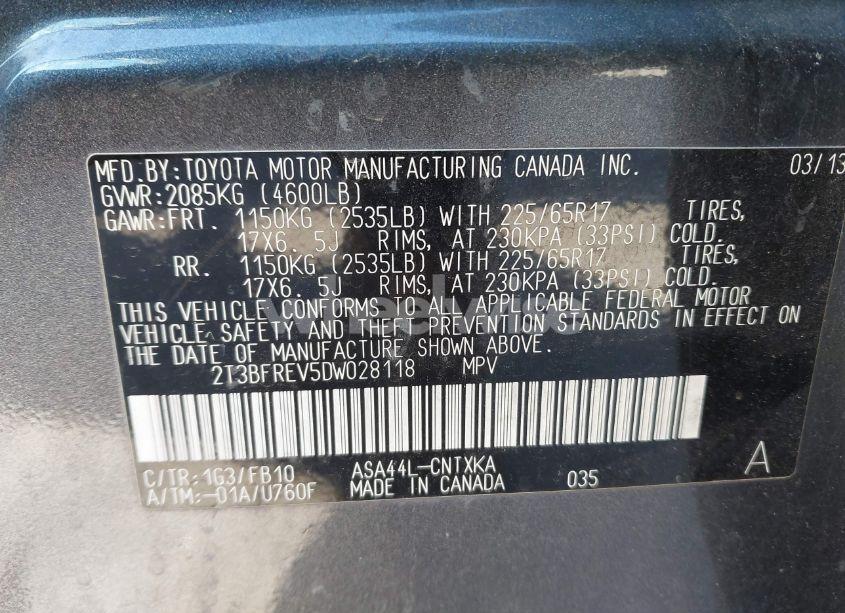 MFD.BY:TOYOTA MOTOR MANUFACTURING CANADA INC. 03/13
GVWR:2085KG (4600LB)
GAWR:FRT. 1150KG (2535LB) WITH 225/65R17 TIRES,
17X6. 5J RIMS, AT 230KPA (33PSI) COLD.
RR. 1150KG (2535LB) WITH 225/65R17 TIRES,
17X6. 5J RIMS, AT 230KPA (33PSI) COLD.
THIS VEHICLE CONFORMS TO ALL APPLICABLE FEDERAL MOTOR
VEHICLE SAFETY AND THEFT PREVENTION STANDARDS IN EFFECT ON
THE DATE OF MANUFACTURE SHOWN ABOVE.
2T3BFREV5DW028118 MPV
C/TR:1G3/FB10 ASA44L-CNTXKA A
A/TM:-01A/U760F MADE IN CANADA 035